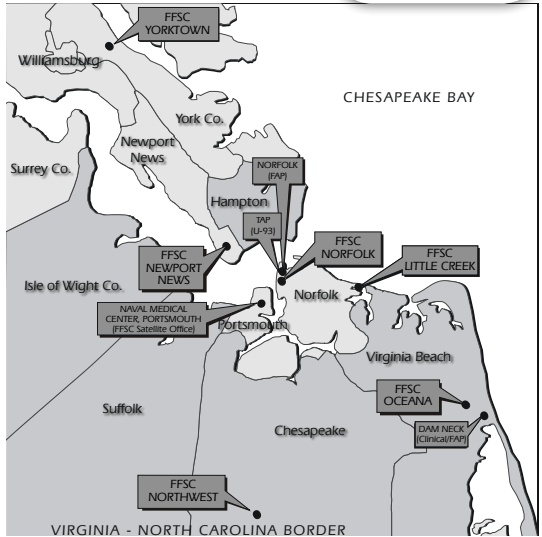 FFSC
YORKTOWN
Williamsburg
CHESAPEAKE BAY
York Co.
Newport
News
Surrey Co.
NORFOLK
(FAP)
Hampton
TAP
(U-93)
FFSC
NORFOLK
FFSC
LITTLE CREEK
FFSC
NEWPORT
NEWS
Isle of Wight Co.
Norfolk
NAVAL MEDICAL
CENTER, PORTSMOUTH
(FFSC Satellite Office)
Portsmouth
Virginia Beach
FFSC
OCEANA
Suffolk
Chesapeake
DAM NECK
(Clinical/FAP)
FFSC
NORTHWEST
VIRGINIA - NORTH CAROLINA BORDER